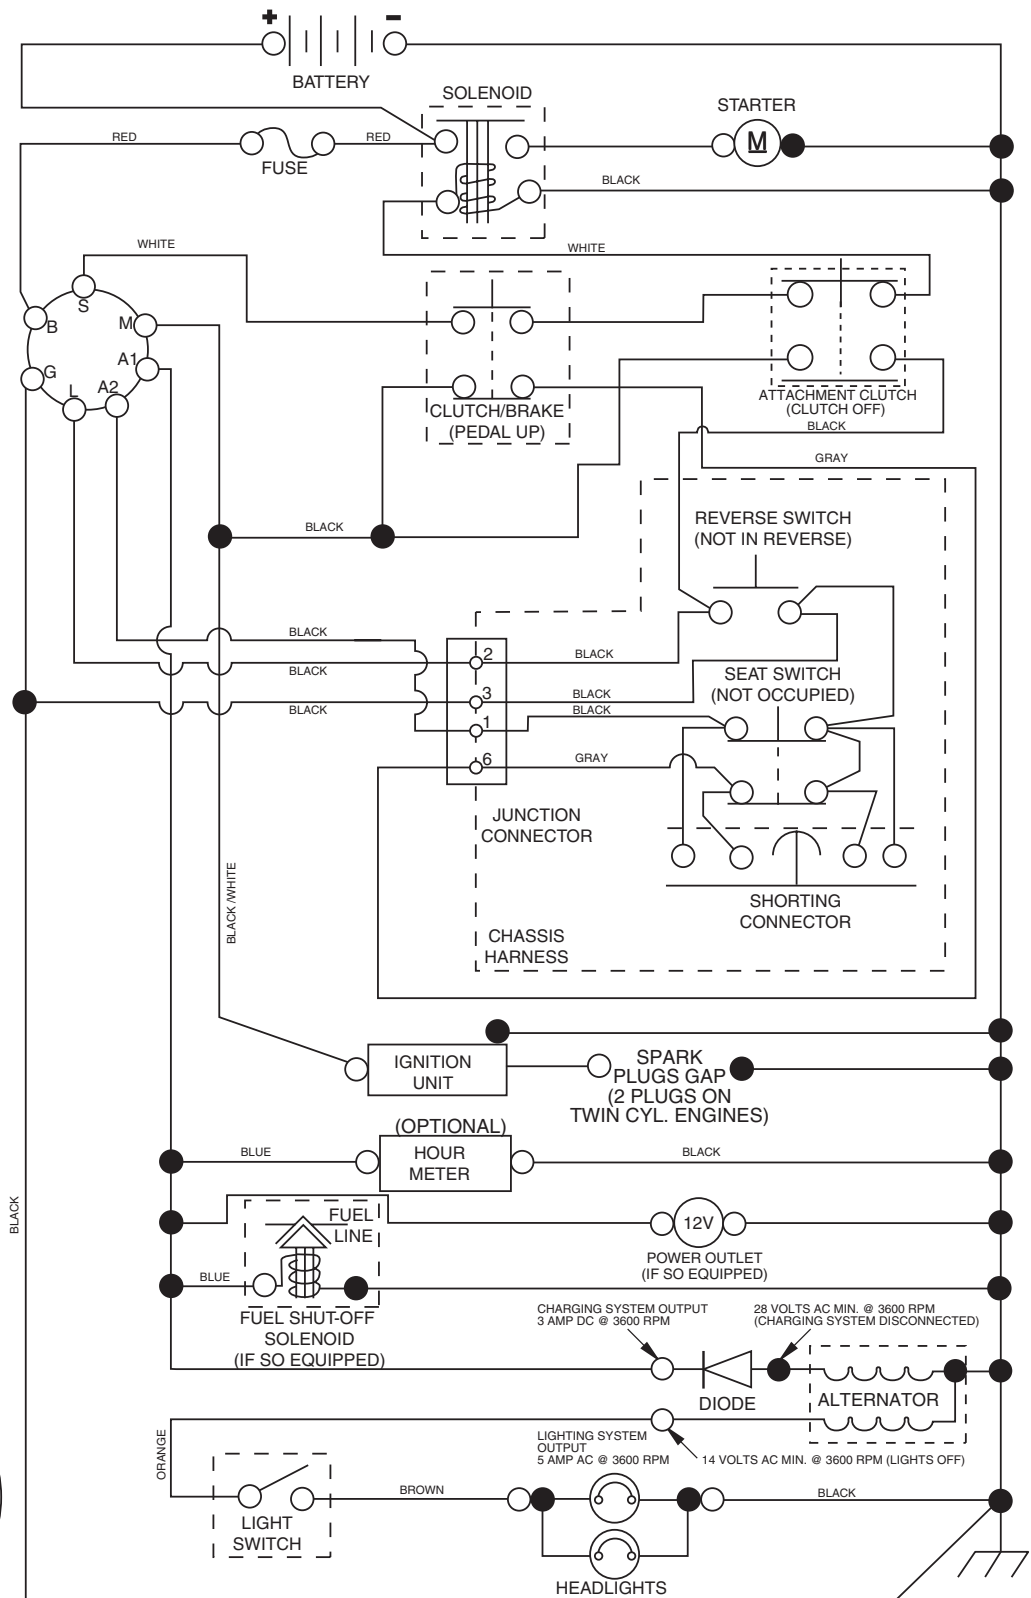 + −
BATTERY
SOLENOID
STARTER
RED
RED
FUSE
M
BLACK
WHITE
WHITE
S
B
M
A1
G
A2
L
CLUTCH/BRAKE
(PEDAL UP)
ATTACHMENT CLUTCH
(CLUTCH OFF)
BLACK
GRAY
REVERSE SWITCH
(NOT IN REVERSE)
BLACK
BLACK
2
BLACK
BLACK
SEAT SWITCH
(NOT OCCUPIED)
3
BLACK
BLACK
BLACK
1
6
GRAY
JUNCTION
CONNECTOR
BLACK /WHITE
SHORTING
CONNECTOR
CHASSIS
HARNESS
IGNITION
UNIT
SPARK
PLUGS GAP
(2 PLUGS ON
TWIN CYL. ENGINES)
(OPTIONAL)
HOUR
METER
BLUE
BLACK
BLACK
FUEL
LINE
12V
POWER OUTLET
(IF SO EQUIPPED)
BLUE
FUEL SHUT-OFF
SOLENOID
(IF SO EQUIPPED)
CHARGING SYSTEM OUTPUT
3 AMP DC @ 3600 RPM
28 VOLTS AC MIN. @ 3600 RPM
(CHARGING SYSTEM DISCONNECTED)
DIODE
ALTERNATOR
ORANGE
LIGHTING SYSTEM
OUTPUT
5 AMP AC @ 3600 RPM
14 VOLTS AC MIN. @ 3600 RPM (LIGHTS OFF)
BROWN
BLACK
LIGHT
SWITCH
HEADLIGHTS